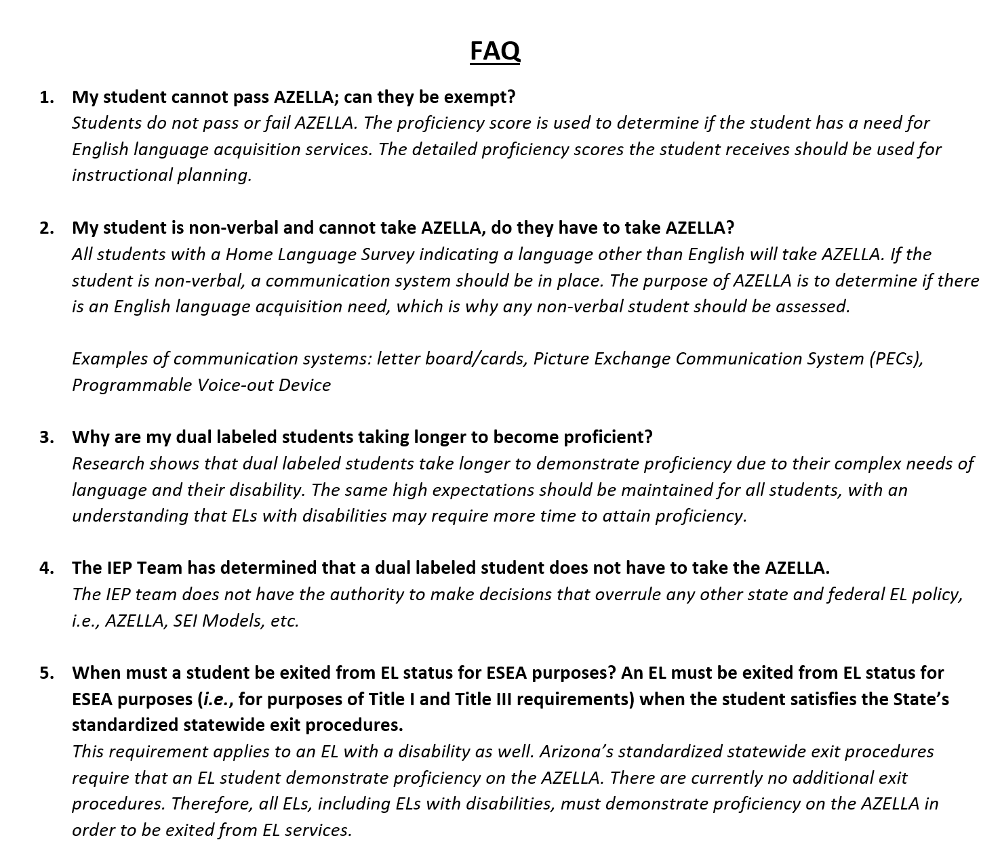 FAQ
1. My student cannot pass AZELLA; can they be exempt?
Students do not pass or fail AZELLA. The proficiency score is used to determine if the student has a need for
English language acquisition services. The detailed proficiency scores the student receives should be used for
instructional planning.
2. My student is non-verbal and cannot take AZELLA, do they have to take AZELLA?
All students with a Home Language Survey indicating a language other than English will take AZELLA. If the
student is non-verbal, a communication system should be in place. The purpose of AZELLA is to determine if there
is an English language acquisition need, which is why any non-verbal student should be assessed.
Examples of communication systems: letter board/cards, Picture Exchange Communication System (PECs),
Programmable Voice-out Device
3. Why are my dual labeled students taking longer to become proficient?
Research shows that dual labeled students take longer to demonstrate proficiency due to their complex needs of
language and their disability. The same high expectations should be maintained for all students, with an
understanding that ELs with disabilities may require more time to attain proficiency.
4. The IEP Team has determined that a dual labeled student does not have to take the AZELLA.
The IEP team does not have the authority to make decisions that overrule any other state and federal EL policy,
i.e., AZELLA, SEI Models, etc.
5. When must a student be exited from EL status for ESEA purposes? An EL must be exited from EL status for
ESEA purposes (i.e., for purposes of Title I and Title III requirements) when the student satisfies the State’s
standardized statewide exit procedures.
This requirement applies to an EL with a disability as well. Arizona’s standardized statewide exit procedures
require that an EL student demonstrate proficiency on the AZELLA. There are currently no additional exit
procedures. Therefore, all ELs, including ELs with disabilities, must demonstrate proficiency on the AZELLA in
order to be exited from EL services.